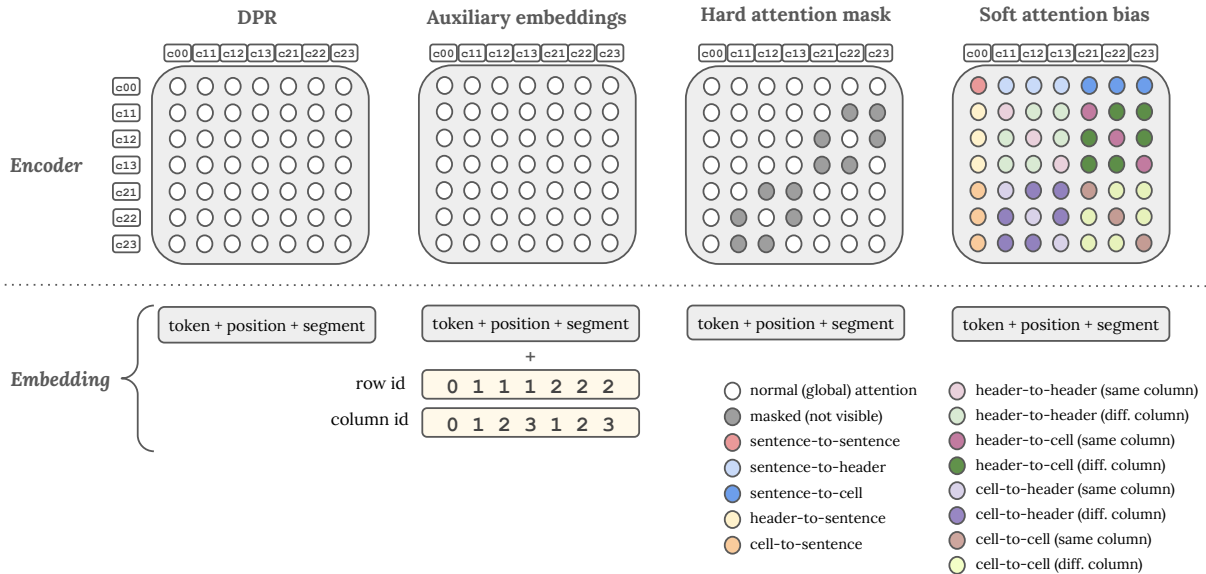 DPR
Auxiliary embeddings
Hard attention mask
Soft attention bias
c00 c11 c12 c13 c21 c22 c23
c00 c11 c12 c13 c21 c22 c23
c00 c11 c12 c13 c21 c22 c23
c00 c11 c12 c13 c21 c22 c23
c00
c11
c12
c13
c21
c22
c23
Encoder
Embedding
token + position + segment
token + position + segment
token + position + segment
token + position + segment
+
row id 0 1 1 1 2 2 2
column id 0 1 2 3 1 2 3
normal (global) attention
masked (not visible)
sentence-to-sentence
sentence-to-header
sentence-to-cell
header-to-sentence
cell-to-sentence
header-to-header (same column)
header-to-header (diff. column)
header-to-cell (same column)
header-to-cell (diff. column)
cell-to-header (same column)
cell-to-header (diff. column)
cell-to-cell (same column)
cell-to-cell (diff. column)